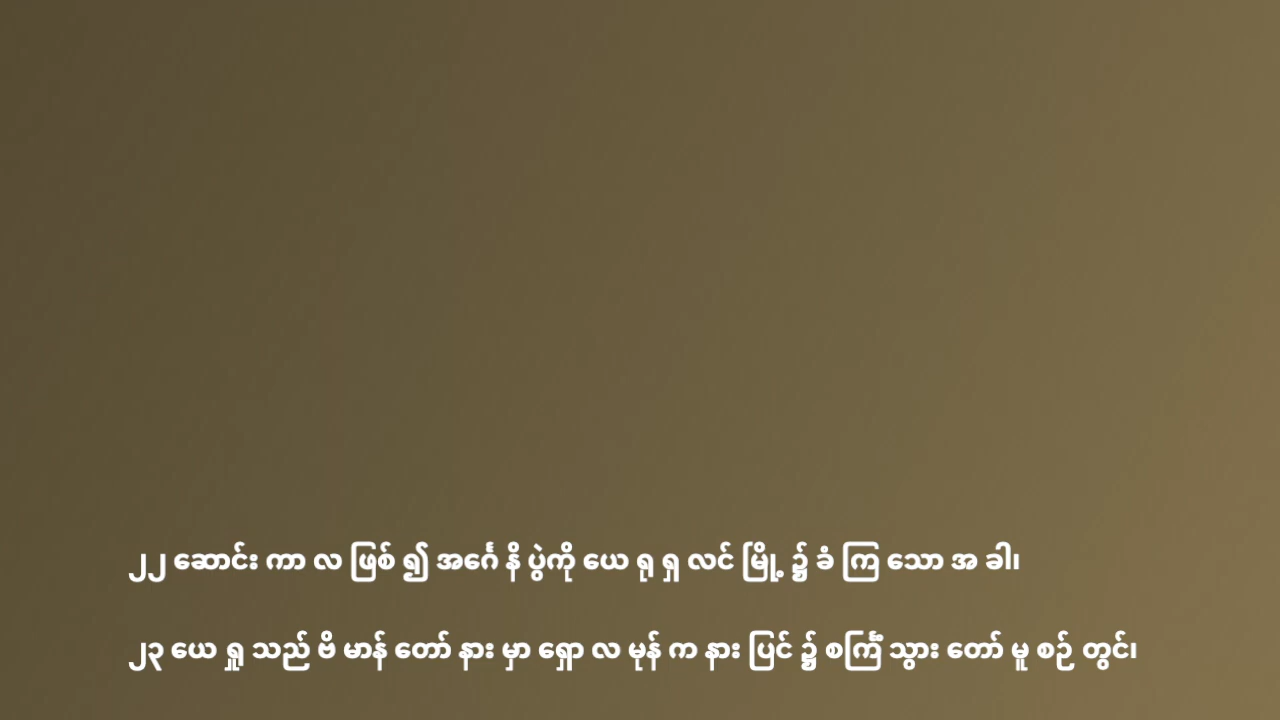 ၂၂ ဆောင်း ကာ လ ဖြစ် ၍ အင်္ဂေ နိ ပွဲကို ယေ ရု ရှ လင် မြို့ ၌ ခံ ကြ သော အ ခါ၊
၂၃ ယေ ရှု သည် ဗိ မာန် တော် နား မှာ ရှော လ မုန် က နား ပြင် ၌ စင်္ကြံ သွား တော် မူ စဉ် တွင်၊